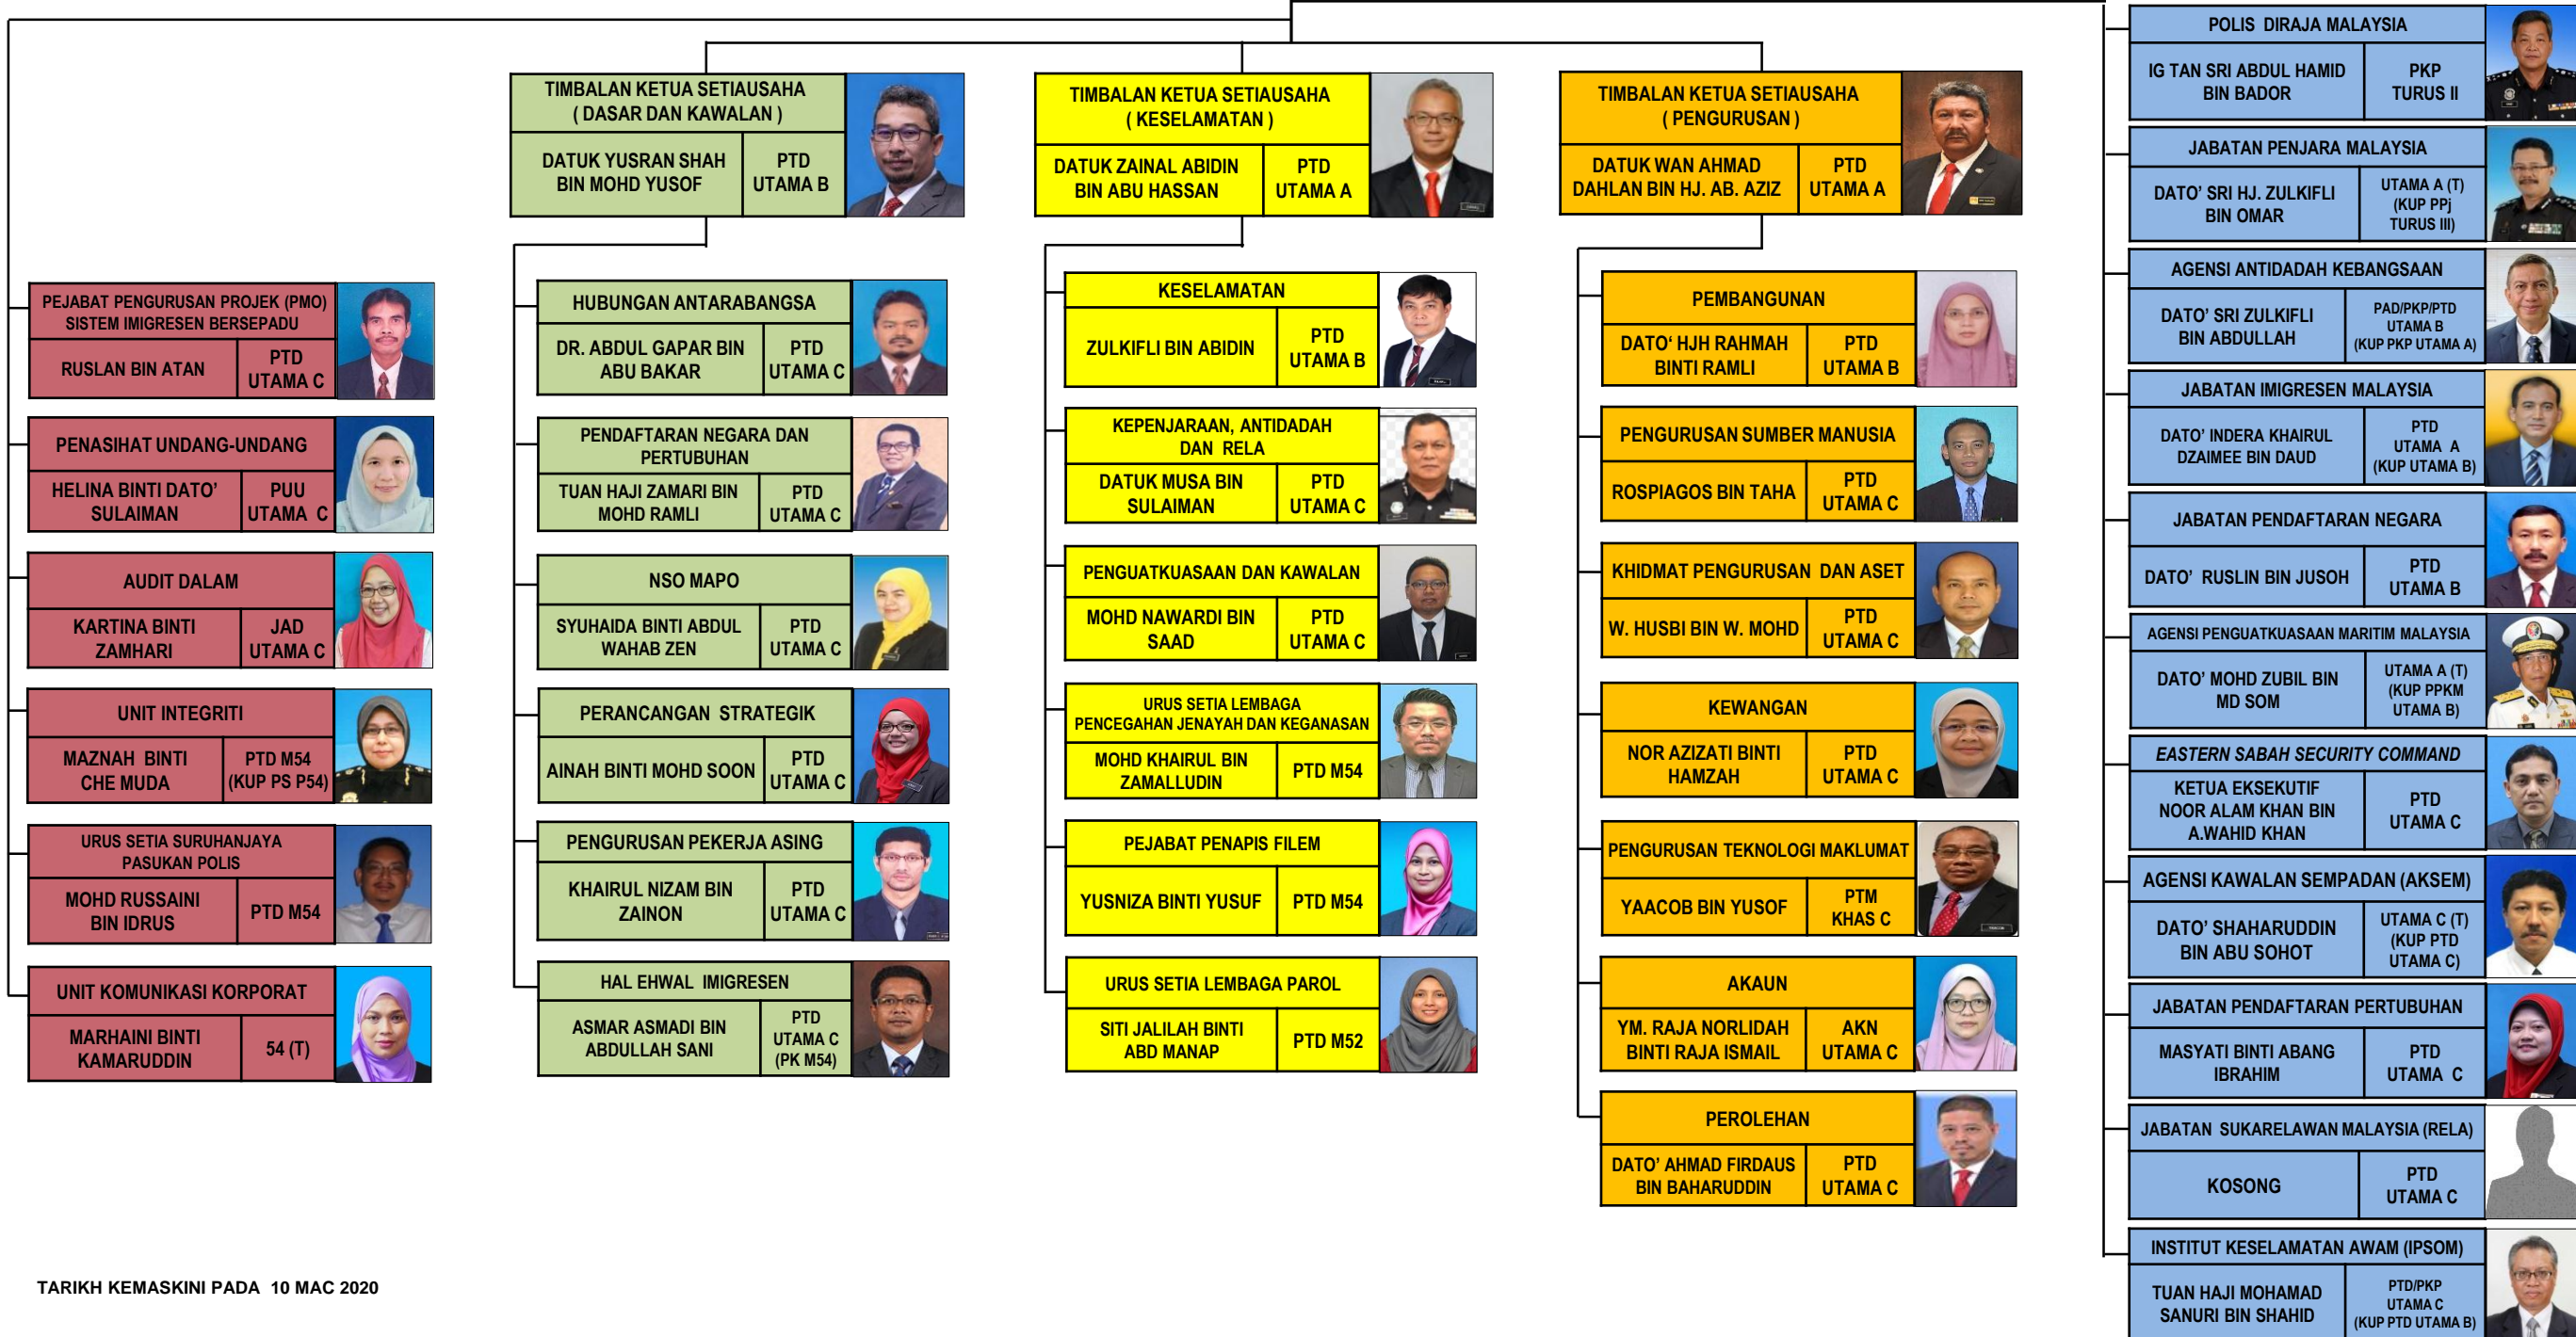 TIMBALAN KETUA SETIAUSAHA
( DASAR DAN KAWALAN )
DATUK YUSRAN SHAH
BIN MOHD YUSOF
PTD
UTAMA B
TIMBALAN KETUA SETIAUSAHA
( KESELAMATAN )
DATUK ZAINAL ABIDIN
BIN ABU HASSAN
PTD
UTAMA A
TIMBALAN KETUA SETIAUSAHA
( PENGURUSAN )
DATUK WAN AHMAD
DAHLAN BIN HJ. AB. AZIZ
PTD
UTAMA A
PEJABAT PENGURUSAN PROJEK (PMO)
SISTEM IMIGRESEN BERSEPADU
RUSLAN BIN ATAN
PTD
UTAMA C
PENASIHAT UNDANG-UNDANG
HELINA BINTI DATO’
SULAIMAN
PUU
UTAMA C
AUDIT DALAM
KARTINA BINTI
ZAMHARI
JAD
UTAMA C
UNIT INTEGRITI
MAZNAH BINTI
CHE MUDA
PTD M54
(KUP PS P54)
URUS SETIA SURUHANJAYA
PASUKAN POLIS
MOHD RUSSAINI
BIN IDRUS
PTD M54
UNIT KOMUNIKASI KORPORAT
MARHAINI BINTI
KAMARUDDIN
54 (T)
HUBUNGAN ANTARABANGSA
DR. ABDUL GAPAR BIN
ABU BAKAR
PTD
UTAMA C
PENDAFTARAN NEGARA DAN
PERTUBUHAN
TUAN HAJI ZAMARI BIN
MOHD RAMLI
PTD
UTAMA C
NSO MAPO
SYUHAIDA BINTI ABDUL
WAHAB ZEN
PTD
UTAMA C
PERANCANGAN STRATEGIK
AINAH BINTI MOHD SOON
PTD
UTAMA C
PENGURUSAN PEKERJA ASING
KHAIRUL NIZAM BIN
ZAINON
PTD
UTAMA C
HAL EHWAL IMIGRESEN
ASMAR ASMADI BIN
ABDULLAH SANI
PTD
UTAMA C
(PK M54)
KESELAMATAN
ZULKIFLI BIN ABIDIN
PTD
UTAMA B
KEPENJARAAN, ANTIDADAH
DAN RELA
DATUK MUSA BIN
SULAIMAN
PTD
UTAMA C
PENGUATKUASAAN DAN KAWALAN
MOHD NAWARDI BIN
SAAD
PTD
UTAMA C
URUS SETIA LEMBAGA
PENCEGAHAN JENAYAH DAN KEGANASAN
MOHD KHAIRUL BIN
ZAMALLUDIN
PTD M54
PEJABAT PENAPIS FILEM
YUSNIZA BINTI YUSUF
PTD M54
URUS SETIA LEMBAGA PAROL
SITI JALILAH BINTI
ABD MANAP
PTD M52
PEMBANGUNAN
DATO‘ HJH RAHMAH
BINTI RAMLI
PTD
UTAMA B
PENGURUSAN SUMBER MANUSIA
ROSPIAGOS BIN TAHA
PTD
UTAMA C
KHIDMAT PENGURUSAN DAN ASET
W. HUSBI BIN W. MOHD
PTD
UTAMA C
KEWANGAN
NOR AZIZATI BINTI
HAMZAH
PTD
UTAMA C
PENGURUSAN TEKNOLOGI MAKLUMAT
YAACOB BIN YUSOF
PTM
KHAS C
AKAUN
YM. RAJA NORLIDAH
BINTI RAJA ISMAIL
AKN
UTAMA C
PEROLEHAN
DATO’ AHMAD FIRDAUS
BIN BAHARUDDIN
PTD
UTAMA C
POLIS DIRAJA MALAYSIA
IG TAN SRI ABDUL HAMID
BIN BADOR
PKP
TURUS II
JABATAN PENJARA MALAYSIA
DATO’ SRI HJ. ZULKIFLI
BIN OMAR
UTAMA A (T)
(KUP PPj
TURUS III)
AGENSI ANTIDADAH KEBANGSAAN
DATO’ SRI ZULKIFLI
BIN ABDULLAH
PAD/PKP/PTD
UTAMA B
(KUP PKP UTAMA A)
JABATAN IMIGRESEN MALAYSIA
DATO’ INDERA KHAIRUL
DZAIMEE BIN DAUD
PTD
UTAMA A
(KUP UTAMA B)
JABATAN PENDAFTARAN NEGARA
DATO’ RUSLIN BIN JUSOH
PTD
UTAMA B
AGENSI PENGUATKUASAAN MARITIM MALAYSIA
DATO’ MOHD ZUBIL BIN
MD SOM
UTAMA A (T)
(KUP PPKM
UTAMA B)
EASTERN SABAH SECURITY COMMAND
KETUA EKSEKUTIF
NOOR ALAM KHAN BIN
A.WAHID KHAN
PTD
UTAMA C
AGENSI KAWALAN SEMPADAN (AKSEM)
DATO’ SHAHARUDDIN
BIN ABU SOHOT
UTAMA C (T)
(KUP PTD
UTAMA C)
JABATAN PENDAFTARAN PERTUBUHAN
MASYATI BINTI ABANG
IBRAHIM
PTD
UTAMA C
JABATAN SUKARELAWAN MALAYSIA (RELA)
KOSONG
PTD
UTAMA C
INSTITUT KESELAMATAN AWAM (IPSOM)
TUAN HAJI MOHAMAD
SANURI BIN SHAHID
PTD/PKP
UTAMA C
(KUP PTD UTAMA B)
TARIKH KEMASKINI PADA 10 MAC 2020